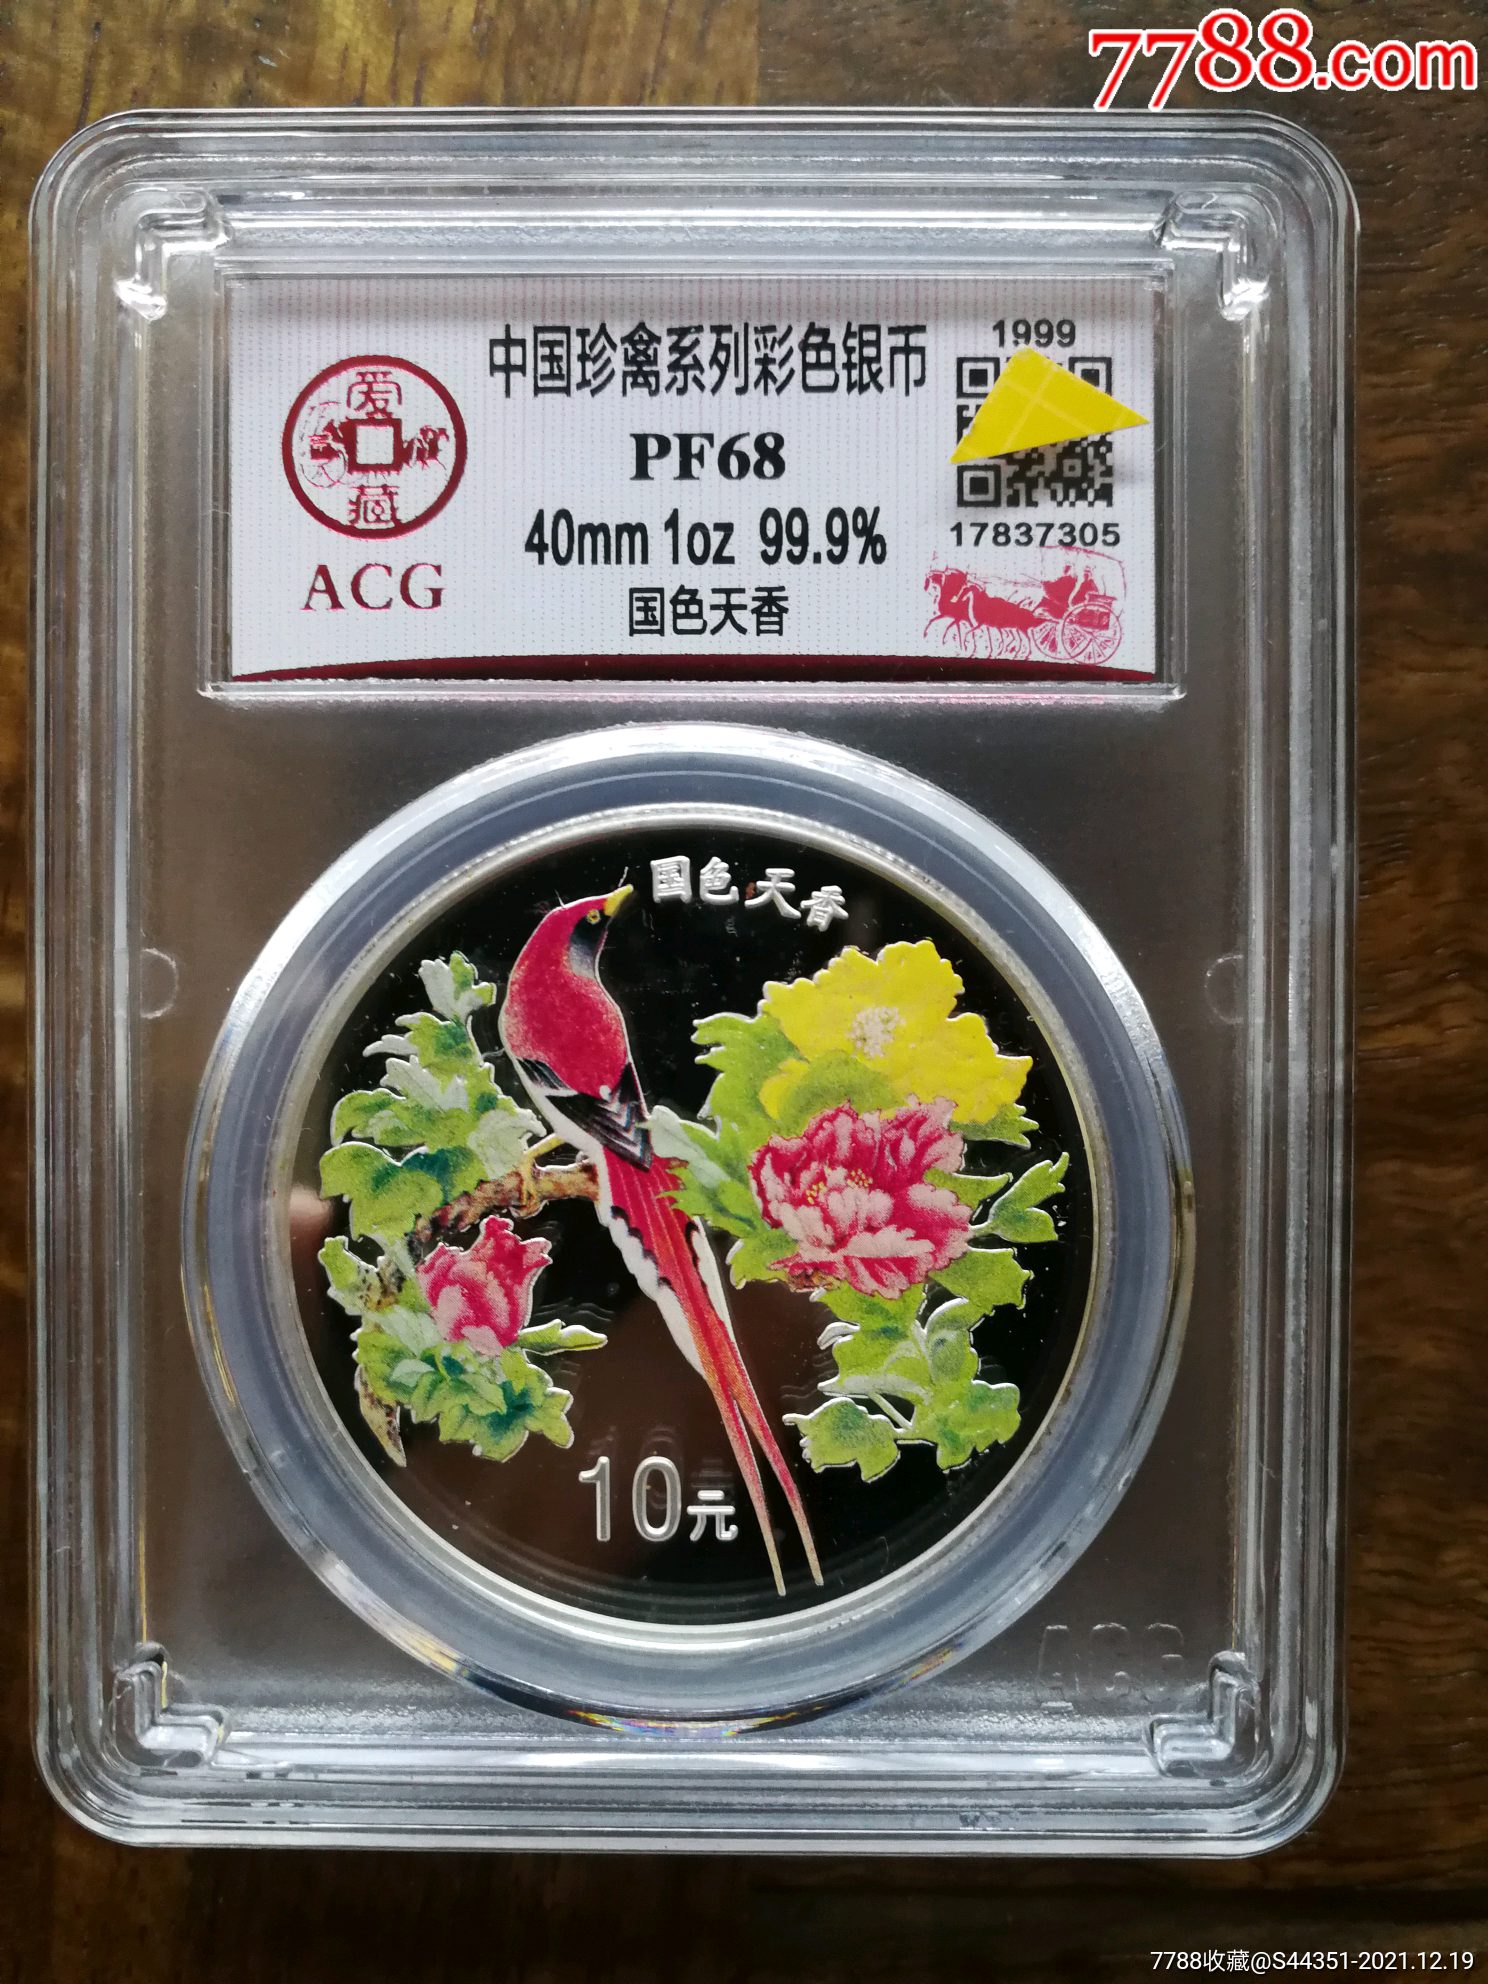 7788.com
中国珍禽系列彩色银币
1999
PF68
40mm 1oz 99.9%
17837305
国色天香
爱藏
ACG
国色天香
10元
ACG
7788收藏@S44351-2021.12.19